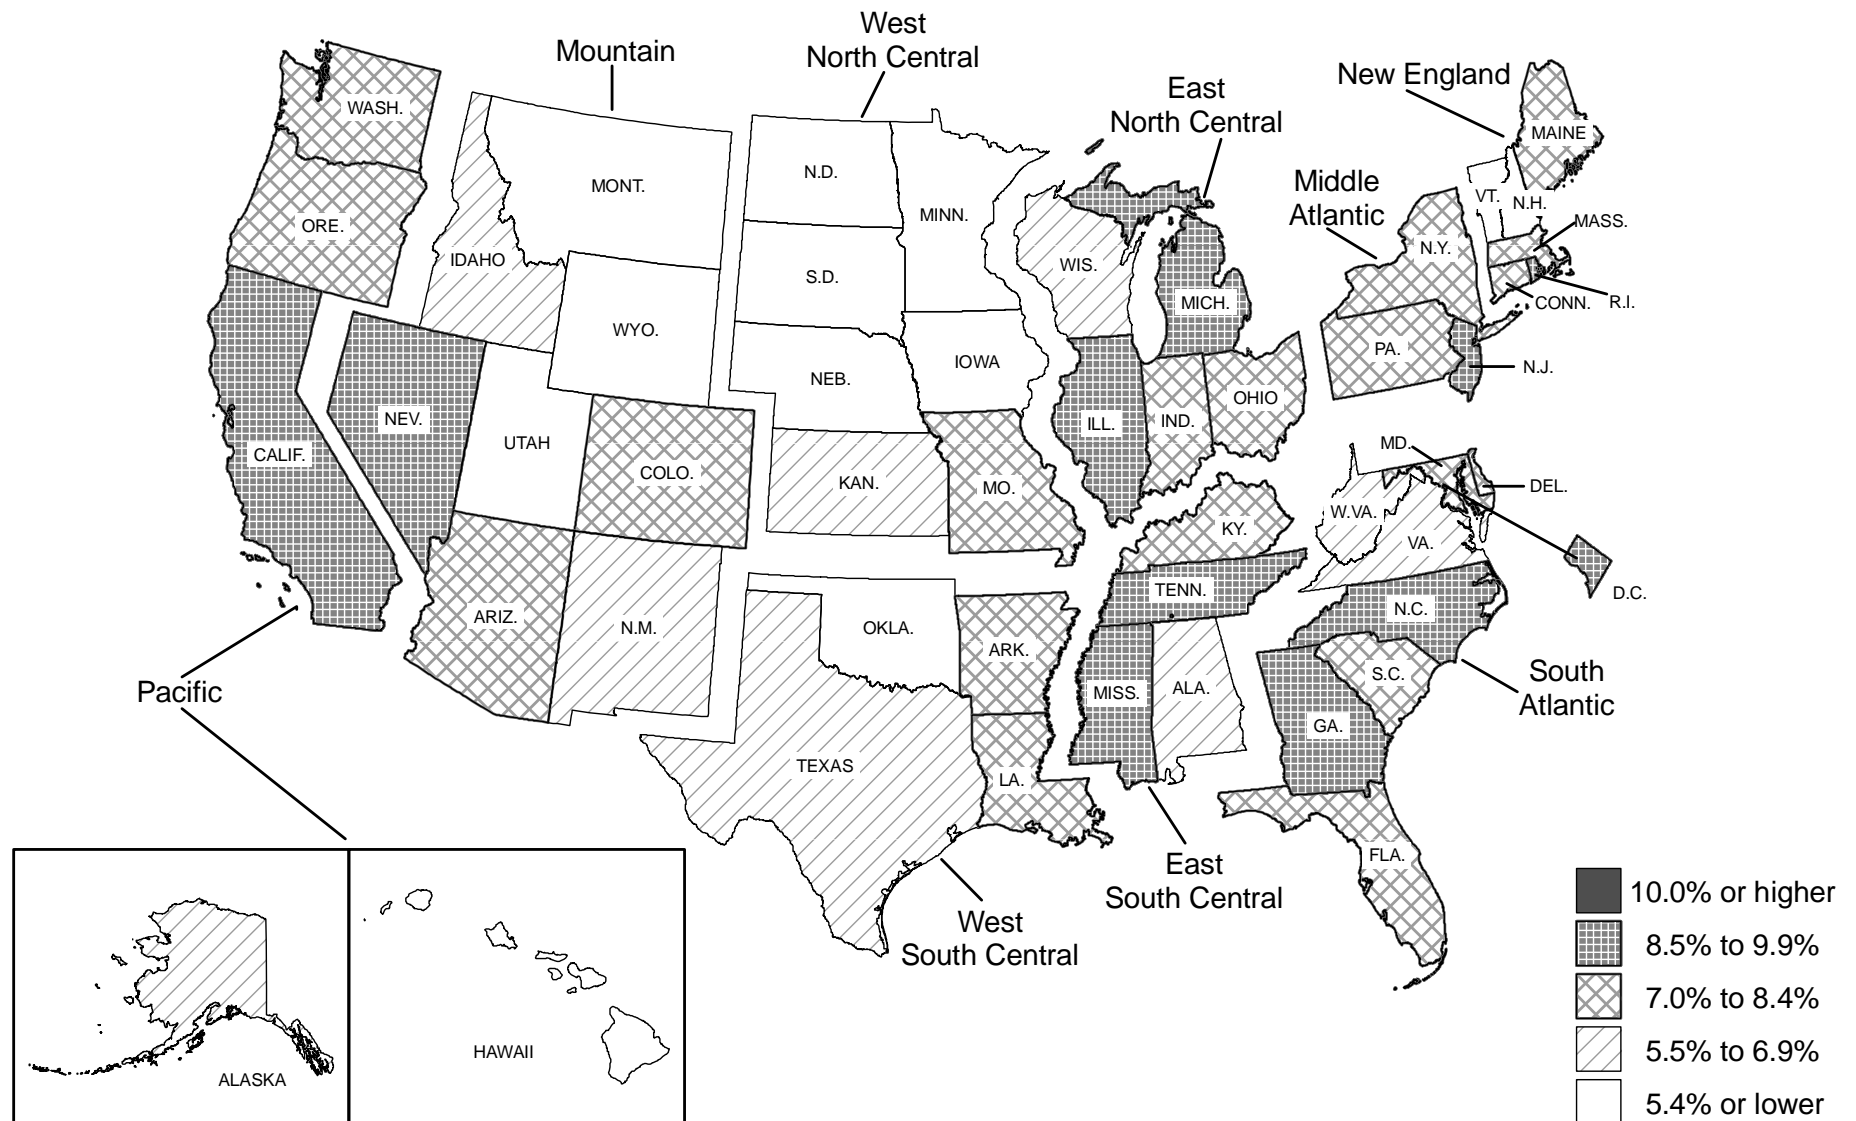 West
North Central
Mountain
New England
East
North Central
Middle
Atlantic
WASH.
MAINE
MONT.
N.D.
MINN.
VT.
N.H.
MASS.
ORE.
IDAHO
S.D.
WIS.
N.Y.
MICH.
CONN.
R.I.
WYO.
NEB.
IOWA
PA.
N.J.
NEV.
UTAH
CALIF.
COLO.
KAN.
MO.
ILL.
IND.
OHIO
MD.
DEL.
W.VA.
KY.
VA.
D.C.
ARIZ.
N.M.
OKLA.
ARK.
TENN.
N.C.
S.C.
South
Atlantic
Pacific
MISS.
ALA.
GA.
TEXAS
LA.
FLA.
East
South Central
West
South Central
ALASKA
HAWAII
10.0% or higher
8.5% to 9.9%
7.0% to 8.4%
5.5% to 6.9%
5.4% or lower